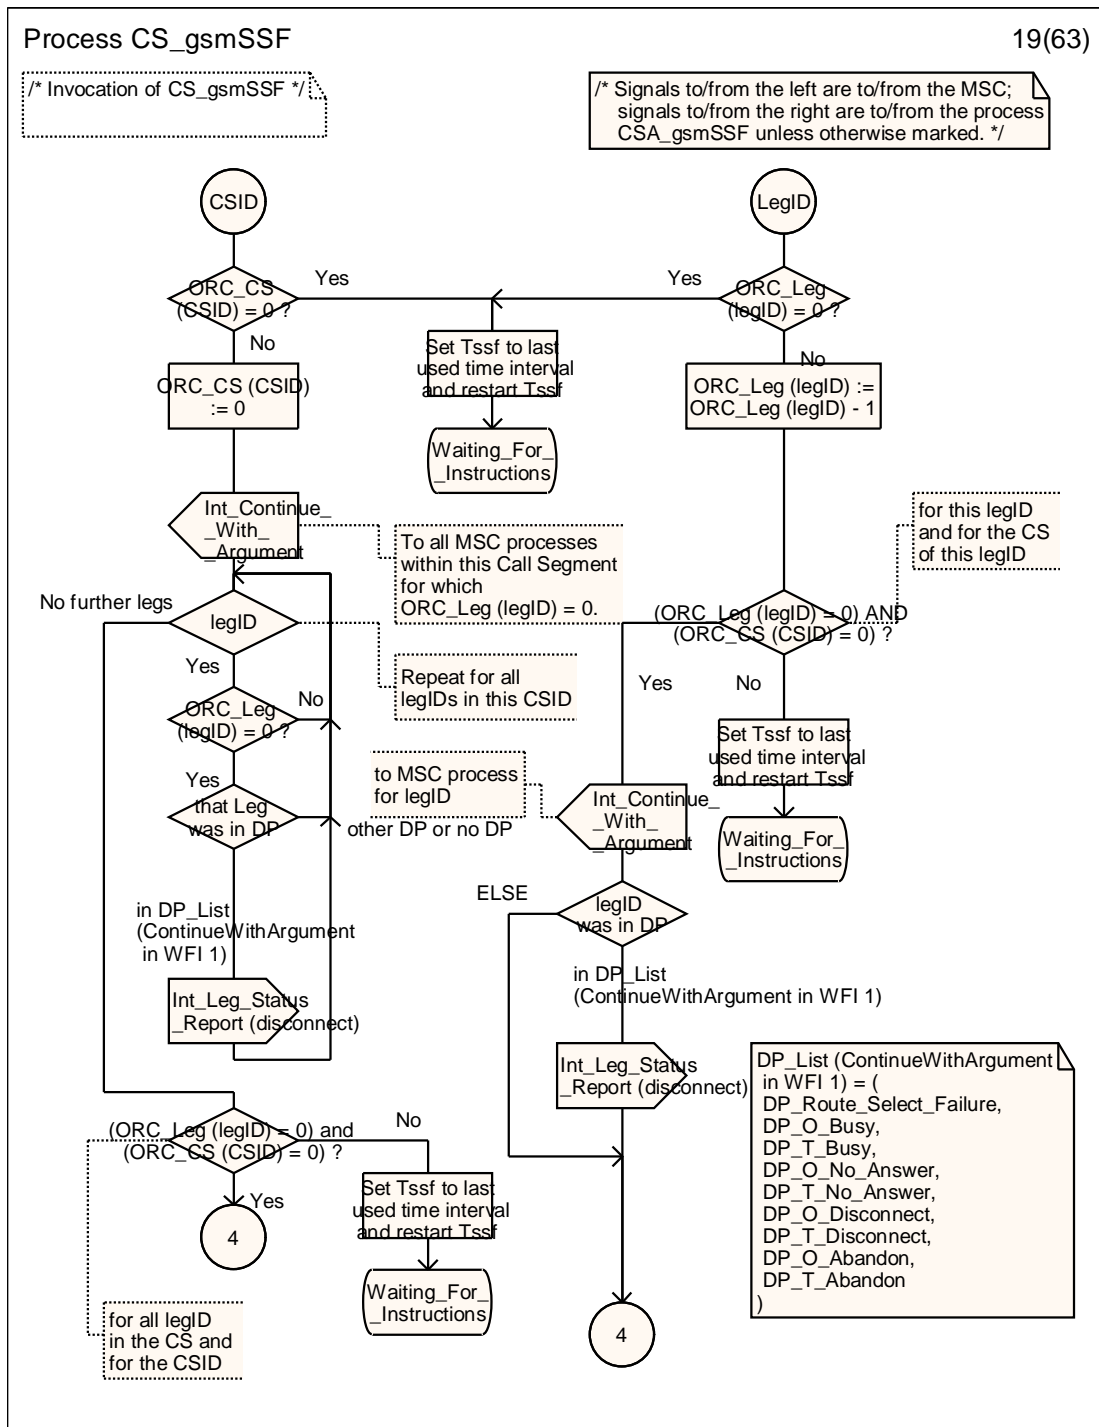 Process CS_gsmSSF
19(63)
/* Invocation of CS_gsmSSF */
/* Signals to/from the left are to/from the MSC;
signals to/from the right are to/from the process
CSA_gsmSSF unless otherwise marked. */
CSID
LegID
ORC_CS
(CSID) = 0 ?
Yes
Yes
ORC_Leg
(legID) = 0 ?
No
Set Tssf to last
used time interval
and restart Tssf
No
ORC_CS (CSID)
:= 0
ORC_Leg (legID) :=
ORC_Leg (legID) - 1
Waiting_For_
_Instructions
Int_Continue_
_With_
_Argument
To all MSC processes
within this Call Segment
for which
ORC_Leg (legID) = 0.
for this legID
and for the CS
of this legID
No further legs
legID
(ORC_Leg (legID) = 0) AND
(ORC_CS (CSID) = 0) ?
Yes
Repeat for all
legIDs in this CSID
Yes
No
ORC_Leg
(legID) = 0 ?
No
Set Tssf to last
used time interval
and restart Tssf
Yes
to MSC process
for legID
that Leg
was in DP
other DP or no DP
Int_Continue_
_With_
_Argument
Waiting_For_
_Instructions
ELSE
legID
was in DP
in DP_List
(ContinueWithArgument
in WFI 1)
in DP_List
(ContinueWithArgument in WFI 1)
Int_Leg_Status
_Report (disconnect)
Int_Leg_Status
_Report (disconnect)
DP_List (ContinueWithArgument
in WFI 1) = (
DP_Route_Select_Failure,
DP_O_Busy,
DP_T_Busy,
DP_O_No_Answer,
DP_T_No_Answer,
DP_O_Disconnect,
DP_T_Disconnect,
DP_O_Abandon,
DP_T_Abandon
)
(ORC_Leg (legID) = 0) and
(ORC_CS (CSID) = 0) ?
No
Yes
Set Tssf to last
used time interval
and restart Tssf
4
Waiting_For_
_Instructions
for all legID
in the CS and
for the CSID
4